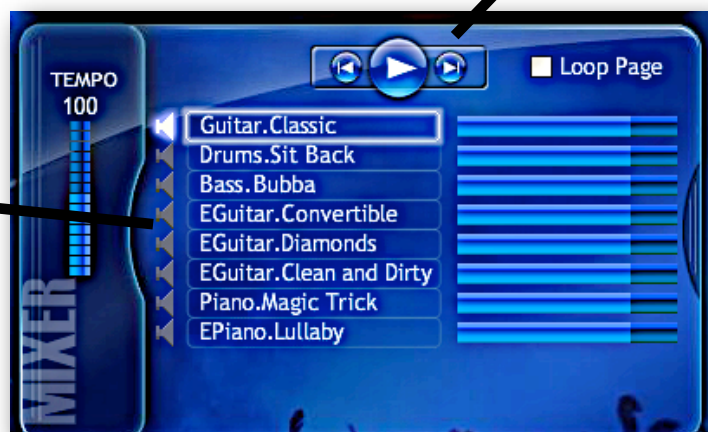 TEMPO
100
Loop Page
Guitar.Classic
Drums.Sit Back
Bass.Bubba
EGuitar.Convertible
EGuitar.Diamonds
EGuitar.Clean and Dirty
Piano.Magic Trick
EPiano.Lullaby
MIXER